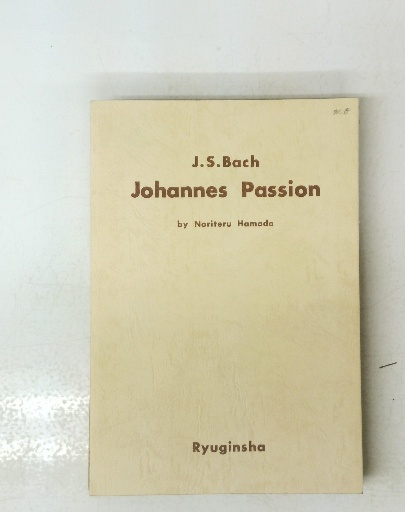 J.S.Bach
Johannes Passion
by Noriteru Hamada
Ryuginsha